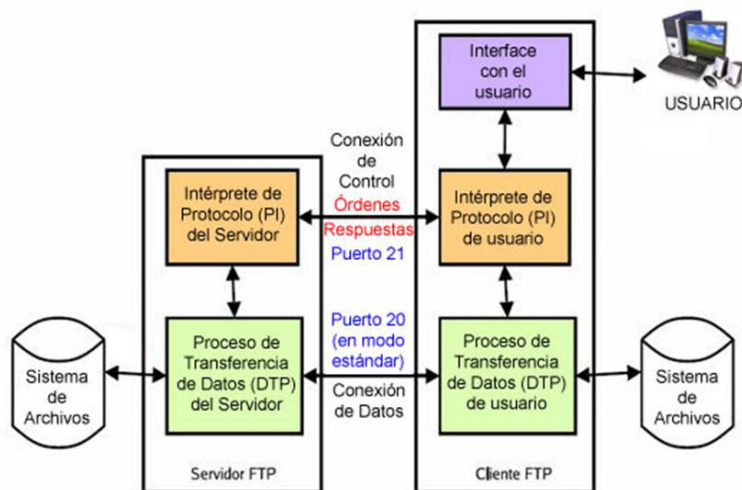 Interface
con el
usuario
USUARIO
Conexión
de
Control
Órdenes
Respuestas
Puerto 21
Intérprete de
Protocolo (PI)
del Servidor
Intérprete de
Protocolo (PI)
de usuario
Puerto 20
(en modo
estándar)
Conexión
de Datos
Sistema
de
Archivos
Proceso de
Transferencia
de Datos (DTP)
del Servidor
Proceso de
Transferencia
de Datos (DTP)
de usuario
Sistema
de
Archivos
Servidor FTP
Cliente FTP